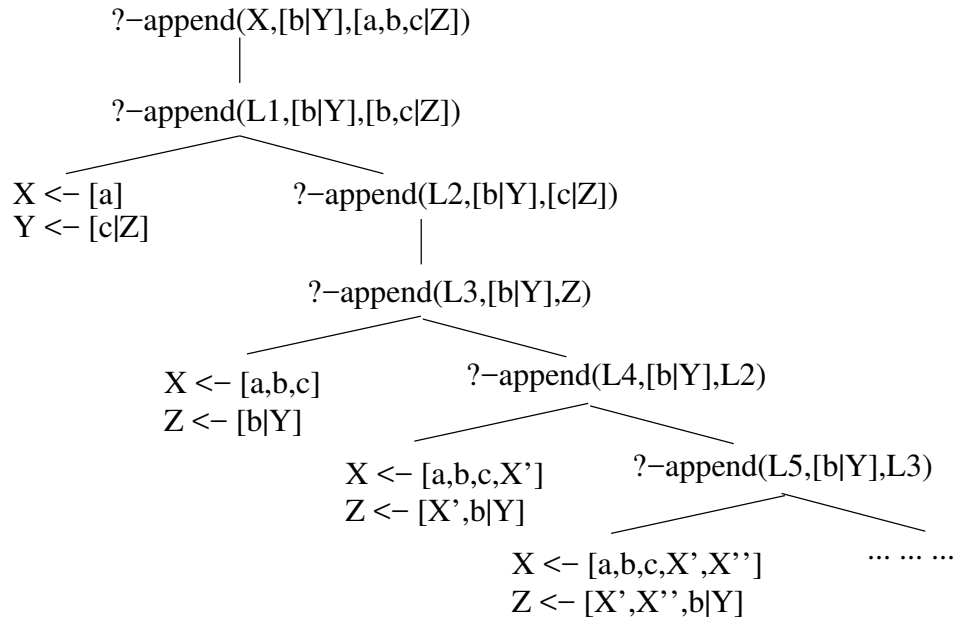 ?−append(X,[b|Y],[a,b,c|Z])
?−append(L1,[b|Y],[b,c|Z])
X <− [a]
Y <− [c|Z]
?−append(L2,[b|Y],[c|Z])
?−append(L3,[b|Y],Z)
X <− [a,b,c]
Z <− [b|Y]
?−append(L4,[b|Y],L2)
X <− [a,b,c,X’]
Z <− [X’,b|Y]
?−append(L5,[b|Y],L3)
X <− [a,b,c,X’,X’’]
Z <− [X’,X’’,b|Y]
... ... ...